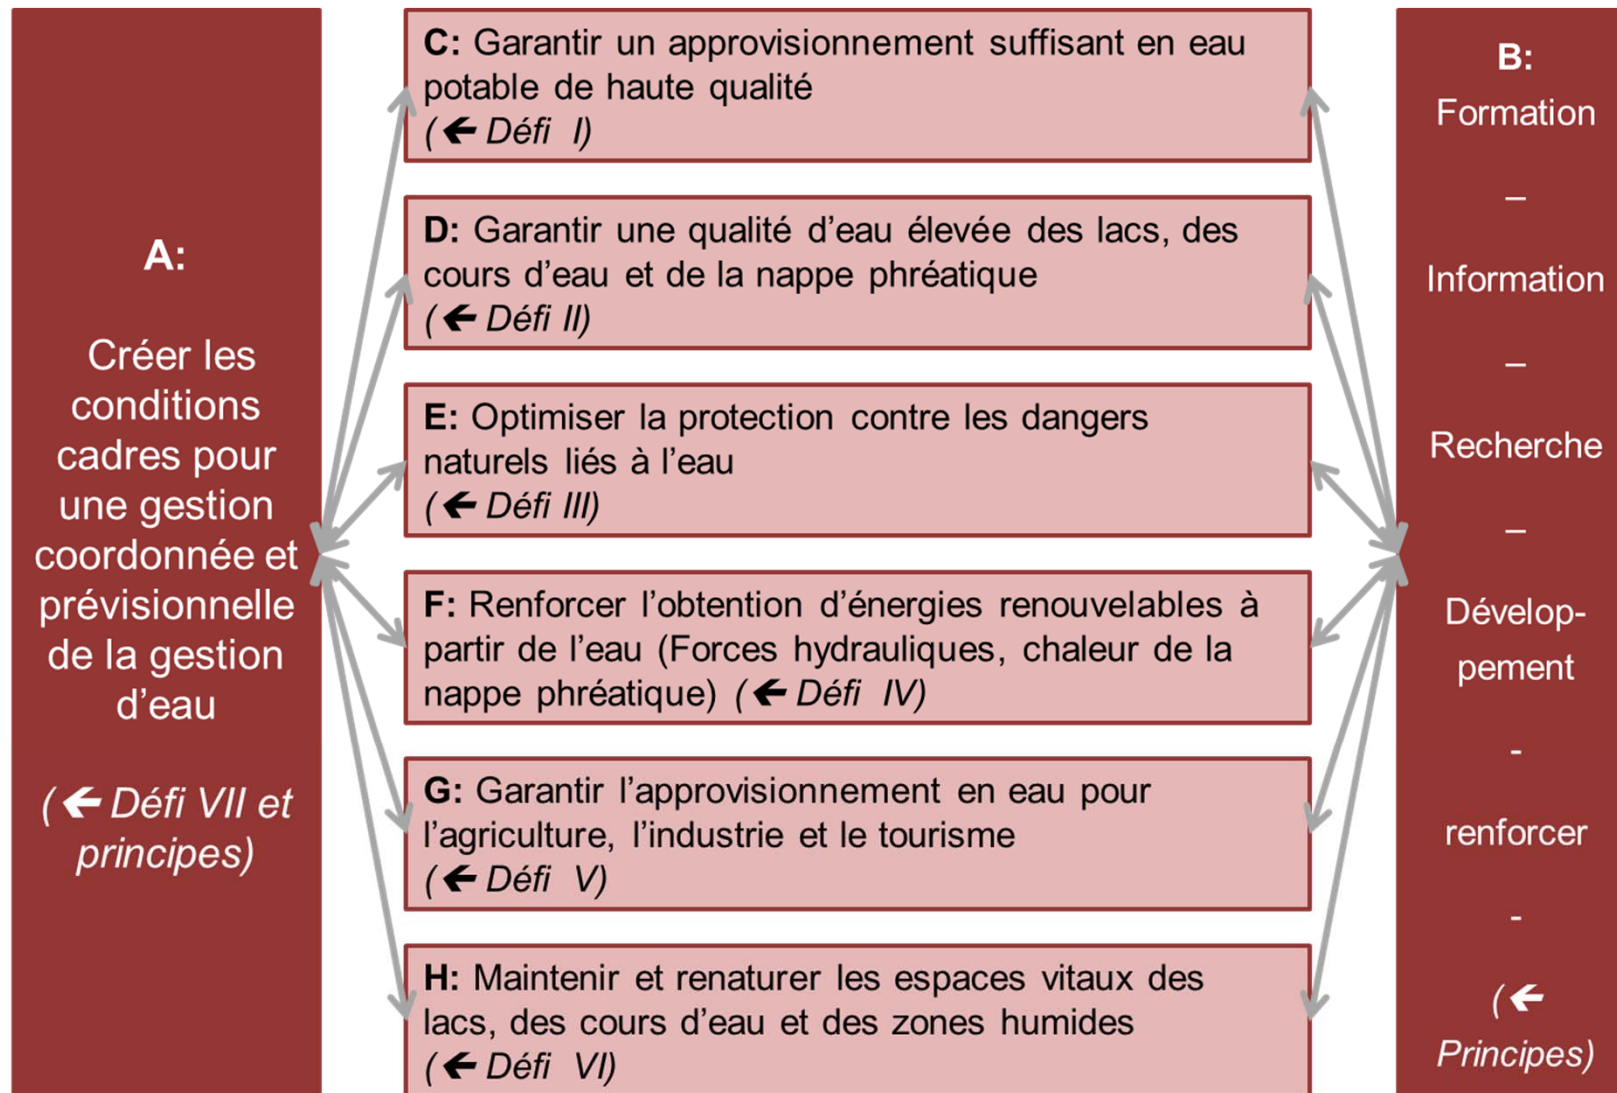 A:
Créer les
conditions
cadres pour
une gestion
coordonnée et
prévisionnelle
de la gestion
d’eau
(← Défi VII et
principes)
C: Garantir un approvisionnement suffisant en eau
potable de haute qualité
(← Défi I)
D: Garantir une qualité d’eau élevée des lacs, des
cours d’eau et de la nappe phréatique
(← Défi II)
E: Optimiser la protection contre les dangers
naturels liés à l’eau
(← Défi III)
F: Renforcer l’obtention d’énergies renouvelables à
partir de l’eau (Forces hydrauliques, chaleur de la
nappe phréatique) (← Défi IV)
G: Garantir l’approvisionnement en eau pour
l’agriculture, l’industrie et le tourisme
(← Défi V)
H: Maintenir et renaturer les espaces vitaux des
lacs, des cours d’eau et des zones humides
(← Défi VI)
B:
Formation
–
Information
–
Recherche
–
Dévelop-
pement
-
renforcer
-
(←
Principes)